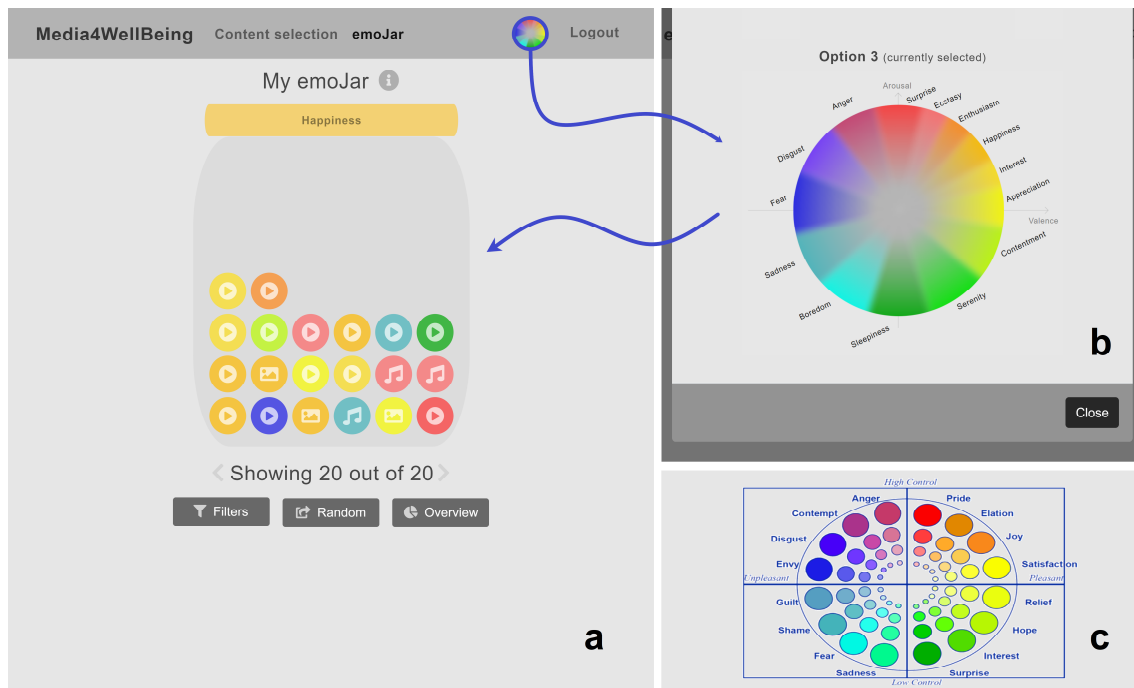 Media4WellBeing Content selection emoJar Logout
My emoJar i
Happiness
Showing 20 out of 20
Filters Random Overview
a
Option 3 (currently selected)
Arousal
Anger
Surprise
Ecstasy
Enthusiasm
Happiness
Interest
Appreciation
Valence
Contentment
Serenity
Sleepiness
Boredom
Sadness
Fear
Disgust
b
Close
High Control
Anger Pride
Contempt Elation
Disgust Joy
Envy Satisfaction
Unpleasant Pleasant
Guilt Relief
Shame Hope
Fear Interest
Sadness Surprise
Low Control
c